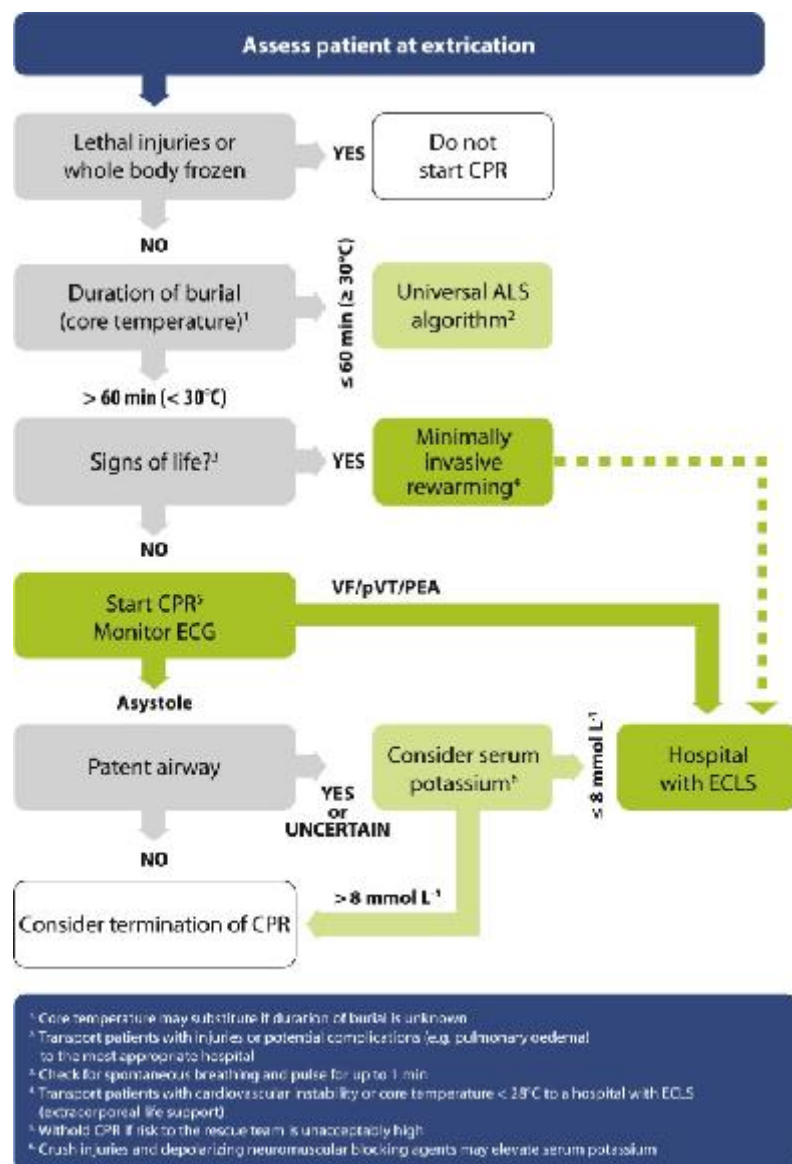 Assess patient at extrication
Lethal injuries or
whole body frozen
YES
Do not
start CPR
NO
Duration of burial
(core temperature)¹
≤ 60 min (≥ 30°C)
Universal ALS
algorithm²
> 60 min (< 30°C)
Signs of life?³
YES
Minimally
invasive
rewarming⁴
NO
Start CPR⁵
Monitor ECG
VF/pVT/PEA
Asystole
Patent airway
YES
or
UNCERTAIN
Consider serum
potassium⁶
≤ 8 mmol L⁻¹
Hospital
with ECLS
NO
> 8 mmol L⁻¹
Consider termination of CPR
¹ Core temperature may substitute if duration of burial is unknown
² Transport patients with injuries or potential complications (e.g. pulmonary oedema)
to the most appropriate hospital
³ Check for spontaneous breathing and pulse for up to 1 min
⁴ Transport patients with cardiovascular instability or core temperature < 28°C to a hospital with ECLS
(extracorporeal life support)
⁵ Withold CPR if risk to the rescue team is unacceptably high
⁶ Crush injuries and depolarizing neuromuscular blocking agents may elevate serum potassium